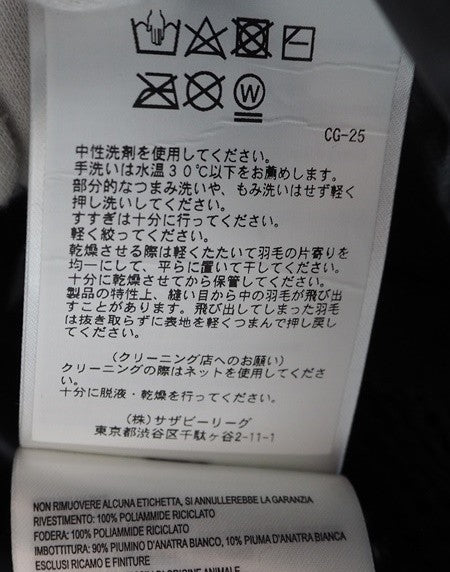 W
CG-25
中性洗剤を使用してください。
手洗いは水温30℃以下をお薦めします。
部分的なつまみ洗いや、もみ洗いはせず軽く
押し洗いしてください。
すすぎは十分に行ってください。
軽く絞ってください。
乾燥させる際は軽くたたいて羽毛の片寄りを
均一にして、平らに置いて干してください。
十分に乾燥させてから保管してください。
製品の特性上、縫い目から中の羽毛が飛び出
すことがあります。飛び出してしまった羽毛
は抜き取らずに表地を軽くつまんで押し戻し
てください。
(クリーニング店へのお願い)
クリーニングの際はネットを使用してくださ
い。
十分に脱液・乾燥を行ってください。
(株)サザビーリーグ
東京都渋谷区千駄ヶ谷2-11-1
NON RIMUOVERE ALCUNA ETICHETTA, SI ANNULLEREBBE LA GARANZIA
RIVESTIMENTO: 100% POLIAMMIDE RICICLATO
FODERA: 100% POLIAMMIDE RICICLATO
IMBOTTITURA: 90% PIUMINO D'ANATRA BIANCO, 10% PIUMA D'ANATRA BIANCO
ESCLUSI RICAMO E FINITURE
ORIGINE ANIMALE